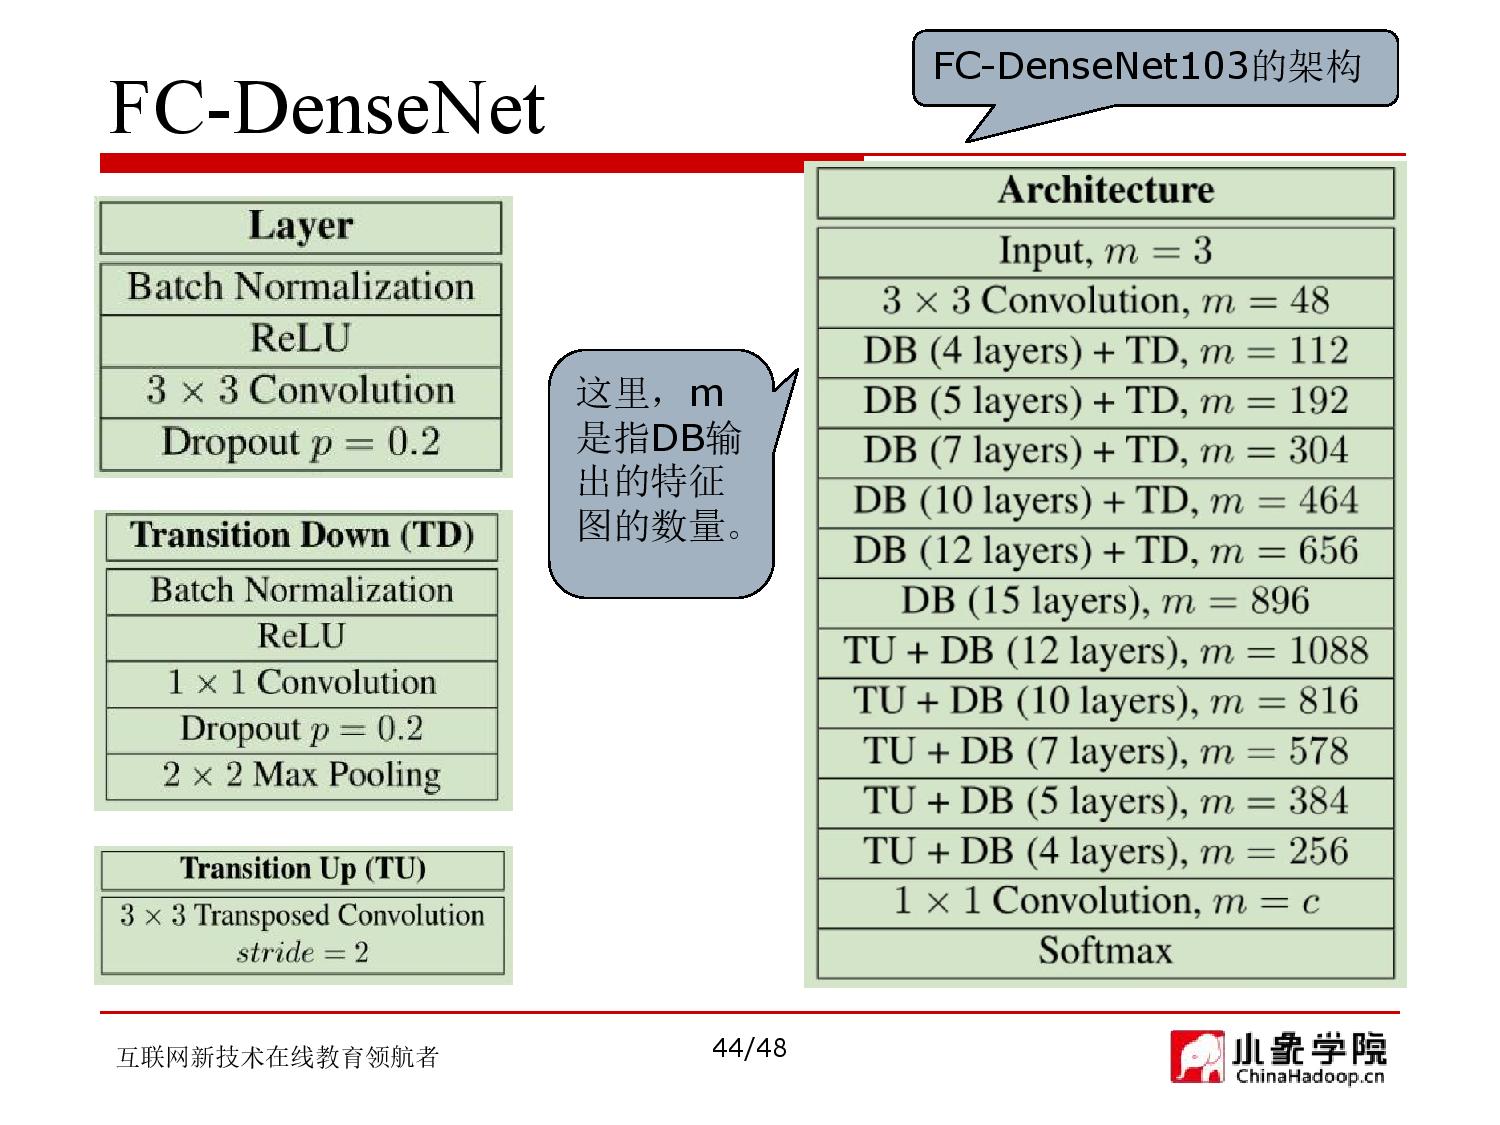 FC-DenseNet103的架构
FC-DenseNet
Layer
Batch Normalization
ReLU
3 × 3 Convolution
Dropout p = 0.2
Transition Down (TD)
Batch Normalization
ReLU
1 × 1 Convolution
Dropout p = 0.2
2 × 2 Max Pooling
Transition Up (TU)
3 × 3 Transposed Convolution
stride = 2
这里，m
是指DB输
出的特征
图的数量。
Architecture
Input, m = 3
3 × 3 Convolution, m = 48
DB (4 layers) + TD, m = 112
DB (5 layers) + TD, m = 192
DB (7 layers) + TD, m = 304
DB (10 layers) + TD, m = 464
DB (12 layers) + TD, m = 656
DB (15 layers), m = 896
TU + DB (12 layers), m = 1088
TU + DB (10 layers), m = 816
TU + DB (7 layers), m = 578
TU + DB (5 layers), m = 384
TU + DB (4 layers), m = 256
1 × 1 Convolution, m = c
Softmax
互联网新技术在线教育领航者
44/48
小象学院
ChinaHadoop.cn